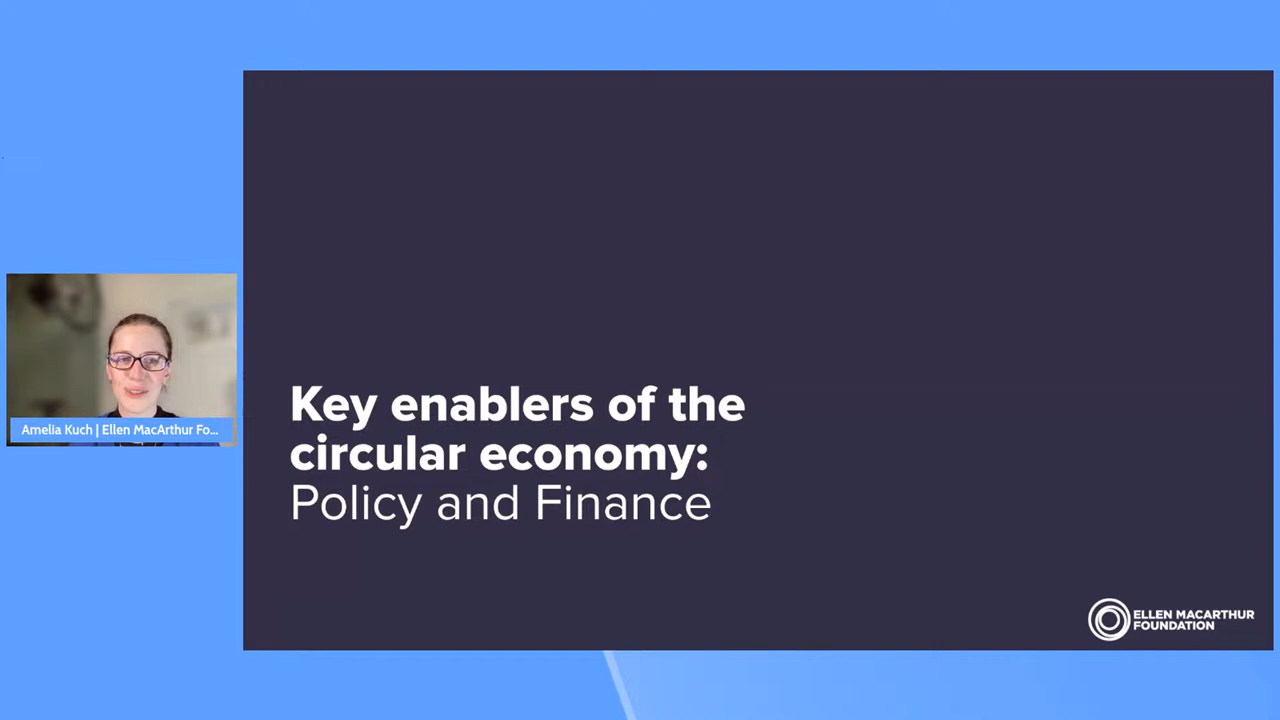 Key enablers of the
circular economy:
Policy and Finance
Amelia Kuch | Ellen MacArthur Fo...
ELLEN MACARTHUR
FOUNDATION